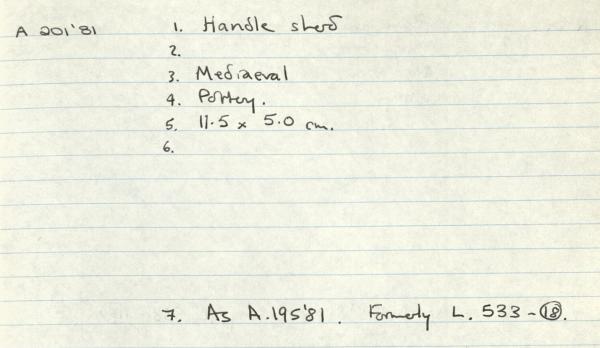 A 201'81 1. Handle sherd
2.
3. Mediaeval
4. Pottery.
5. 11.5 x 5.0 cm.
6.
7. As A.195'81. Formerly L. 533-18.